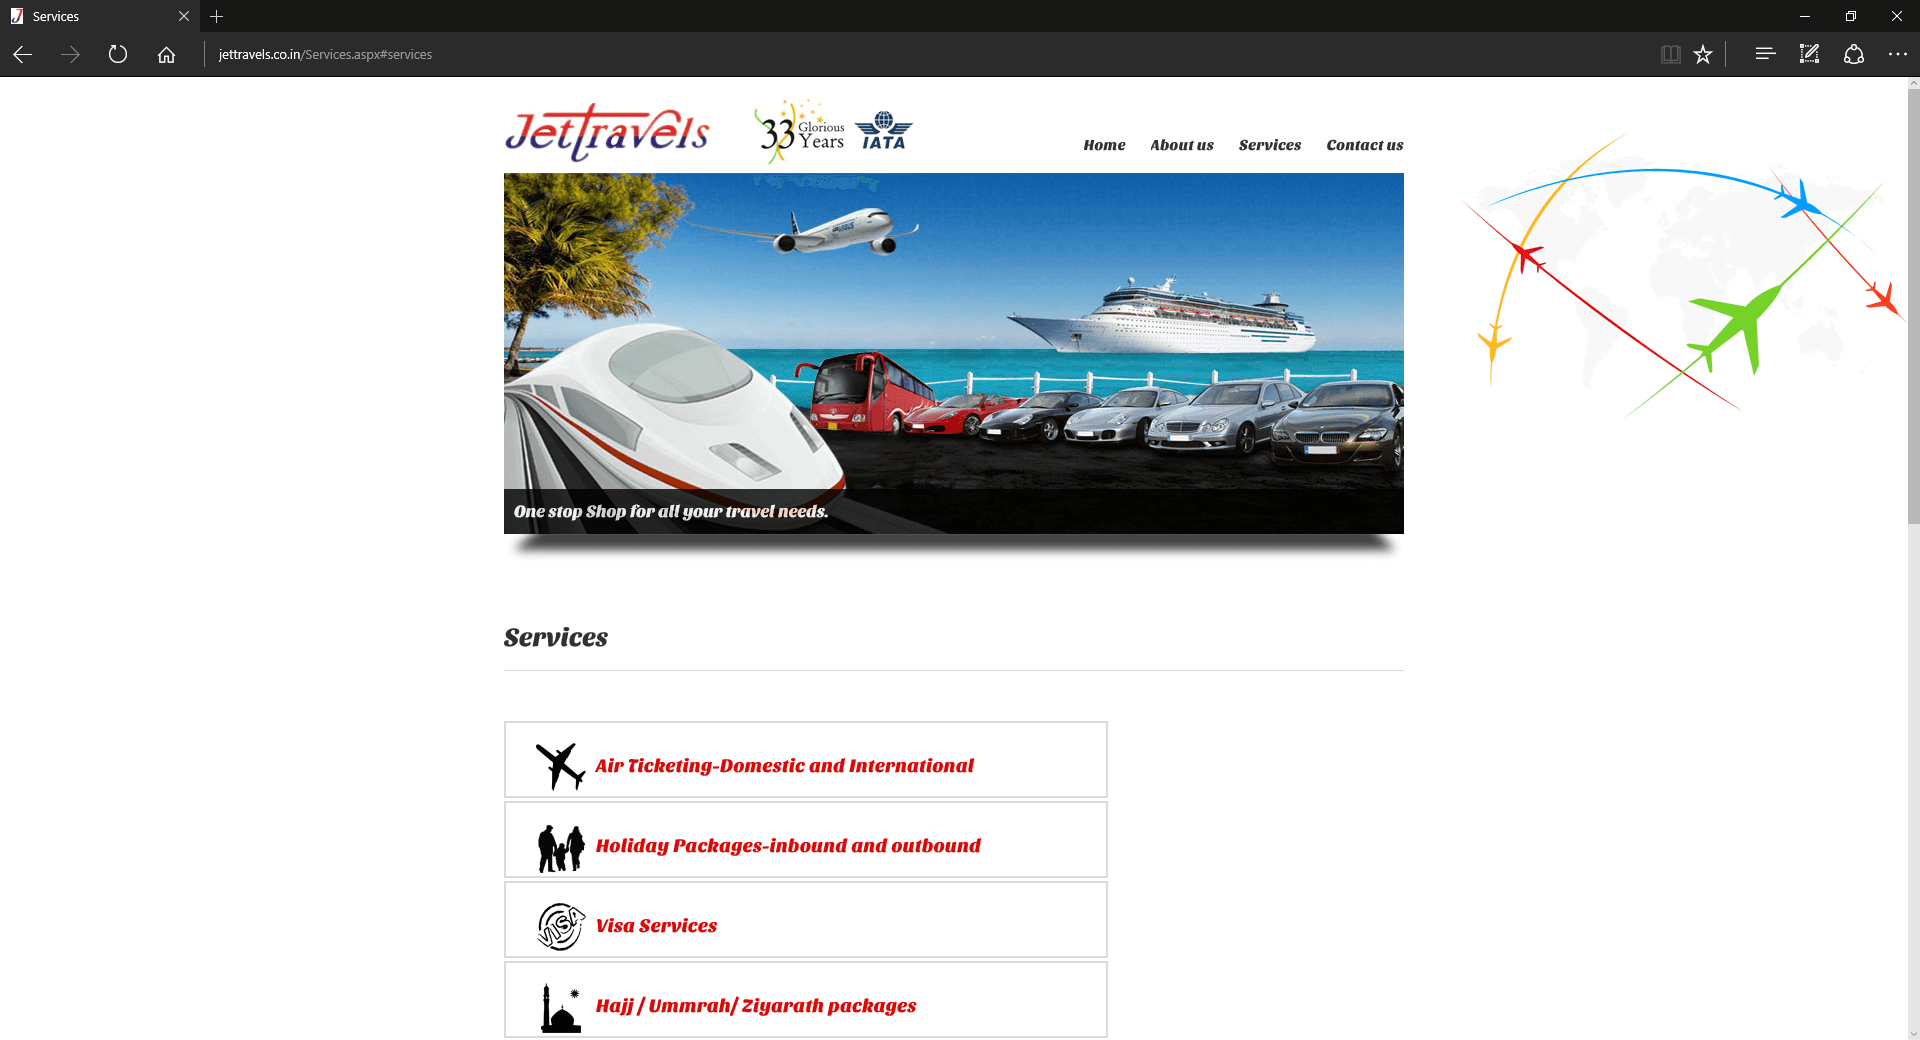 Services
jettravels.co.in/Services.aspx#services
Jettravels
33 Glorious Years
IATA
Home About us Services Contact us
One stop Shop for all your travel needs.
Services
Air Ticketing-Domestic and International
Holiday Packages-inbound and outbound
VISA
Visa Services
Hajj / Ummrah/ Ziyarath packages